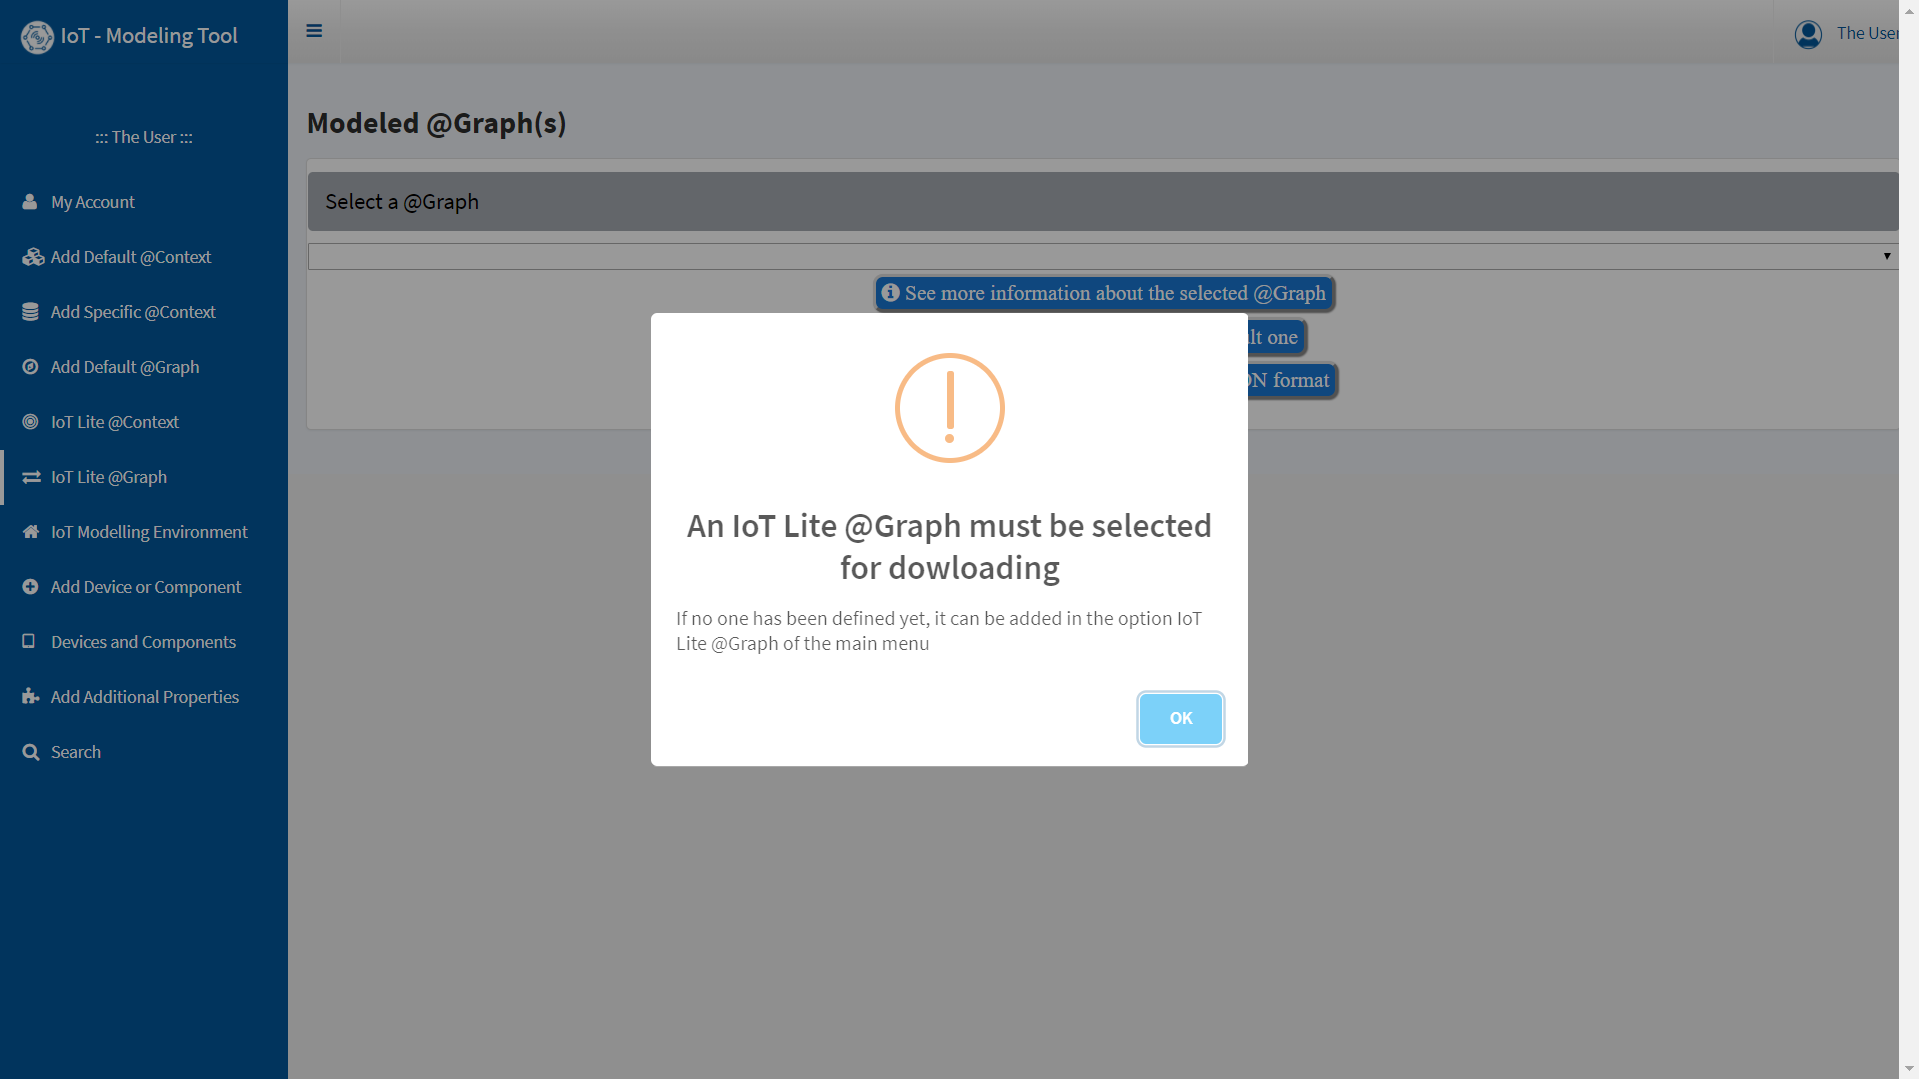 IoT - Modeling Tool
The User
::: The User :::
My Account
Add Default @Context
Add Specific @Context
Add Default @Graph
IoT Lite @Context
IoT Lite @Graph
IoT Modelling Environment
Add Device or Component
Devices and Components
Add Additional Properties
Search
Modeled @Graph(s)
Select a @Graph
See more information about the selected @Graph
one
format
An IoT Lite @Graph must be selected
for dowloading
If no one has been defined yet, it can be added in the option IoT
Lite @Graph of the main menu
OK